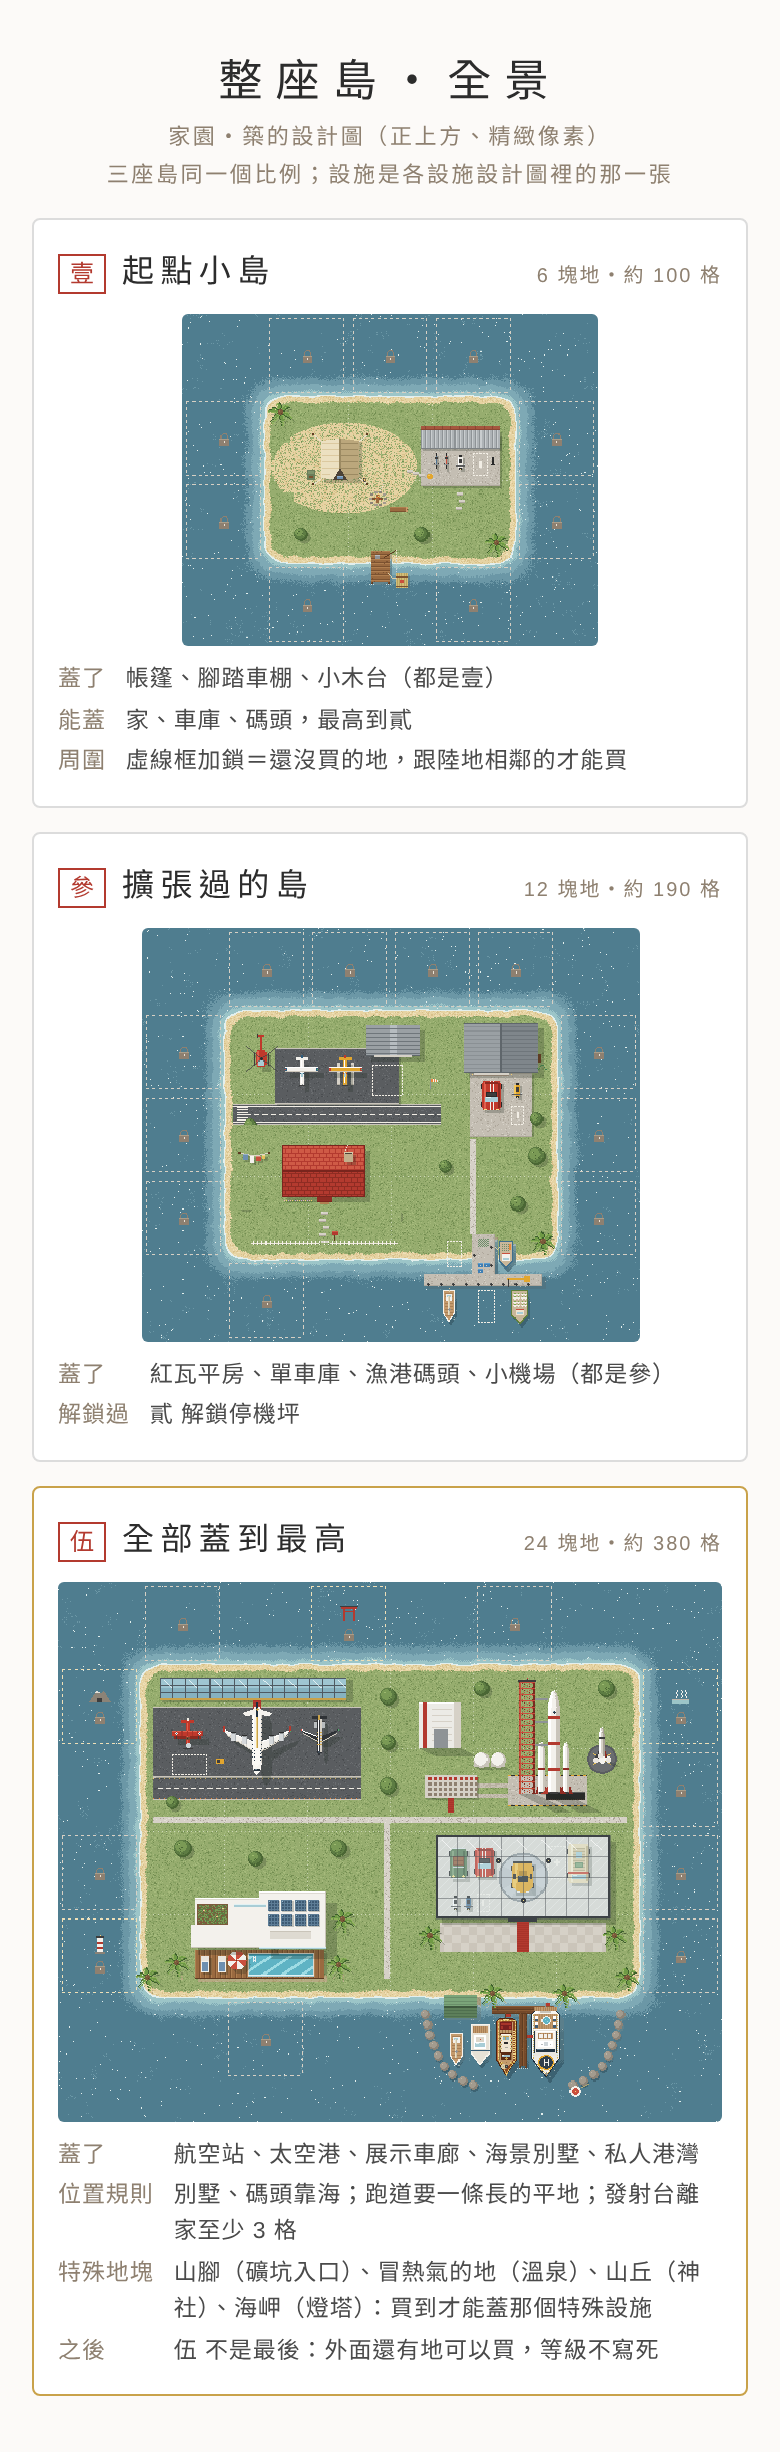 整座島・全景
家園・築的設計圖（正上方、精緻像素）
三座島同一個比例；設施是各設施設計圖裡的那一張
壹 起點小島 6 塊地・約 100 格
蓋了 帳篷、腳踏車棚、小木台（都是壹）
能蓋 家、車庫、碼頭，最高到貳
周圍 虛線框加鎖＝還沒買的地，跟陸地相鄰的才能買
參 擴張過的島 12 塊地・約 190 格
蓋了 紅瓦平房、單車庫、漁港碼頭、小機場（都是參）
解鎖過 貳 解鎖停機坪
伍 全部蓋到最高 24 塊地・約 380 格
H
蓋了 航空站、太空港、展示車廊、海景別墅、私人港灣
位置規則 別墅、碼頭靠海；跑道要一條長的平地；發射台離
家至少 3 格
特殊地塊 山腳（礦坑入口）、冒熱氣的地（溫泉）、山丘（神
社）、海岬（燈塔）：買到才能蓋那個特殊設施
之後 伍 不是最後：外面還有地可以買，等級不寫死